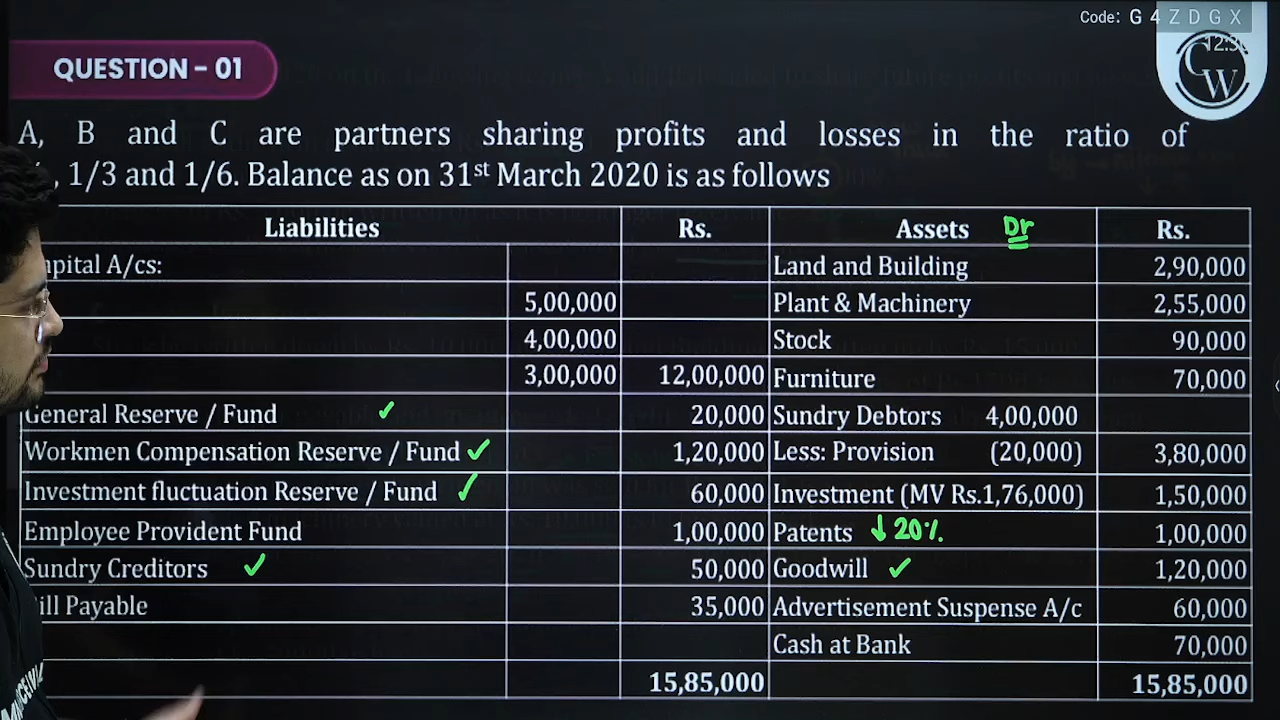 Code: G 4 Z D G X
12:3
CW
QUESTION - 01
A, B and C are partners sharing profits and losses in the ratio of
, 1/3 and 1/6. Balance as on 31st March 2020 is as follows
Liabilities Rs. Assets Dr Rs.
A/cs: Land and Building 2,90,000
5,00,000 Plant & Machinery 2,55,000
4,00,000 Stock 90,000
3,00,000 12,00,000 Furniture 70,000
General Reserve / Fund ✓ 20,000 Sundry Debtors 4,00,000
Workmen Compensation Reserve / Fund ✓ 1,20,000 Less: Provision (20,000) 3,80,000
Investment fluctuation Reserve / Fund ✓ 60,000 Investment (MV Rs.1,76,000) 1,50,000
Employee Provident Fund 1,00,000 Patents ↓ 20% 1,00,000
Sundry Creditors ✓ 50,000 Goodwill ✓ 1,20,000
Payable 35,000 Advertisement Suspense A/c 60,000
Cash at Bank 70,000
15,85,000 15,85,000